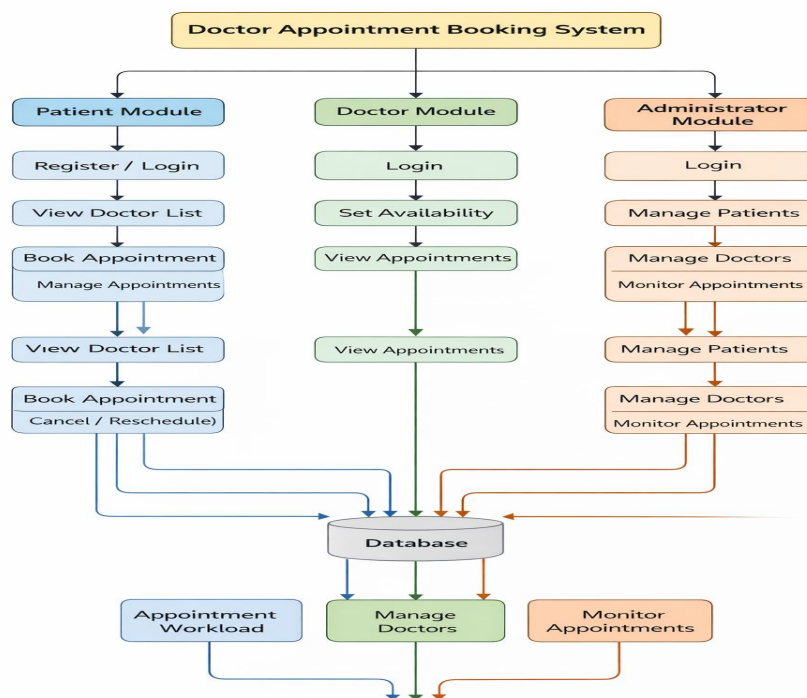 Doctor Appointment Booking System
Patient Module
Doctor Module
Administrator
Module
Register / Login
Login
Login
View Doctor List
Set Availability
Manage Patients
Book Appointment
View Appointments
Manage Doctors
Manage Appointments
Monitor Appointments
View Doctor List
View Appointments
Manage Patients
Book Appointment
Manage Doctors
Cancel / Reschedule)
Monitor Appointments
Database
Appointment
Workload
Manage
Doctors
Monitor
Appointments